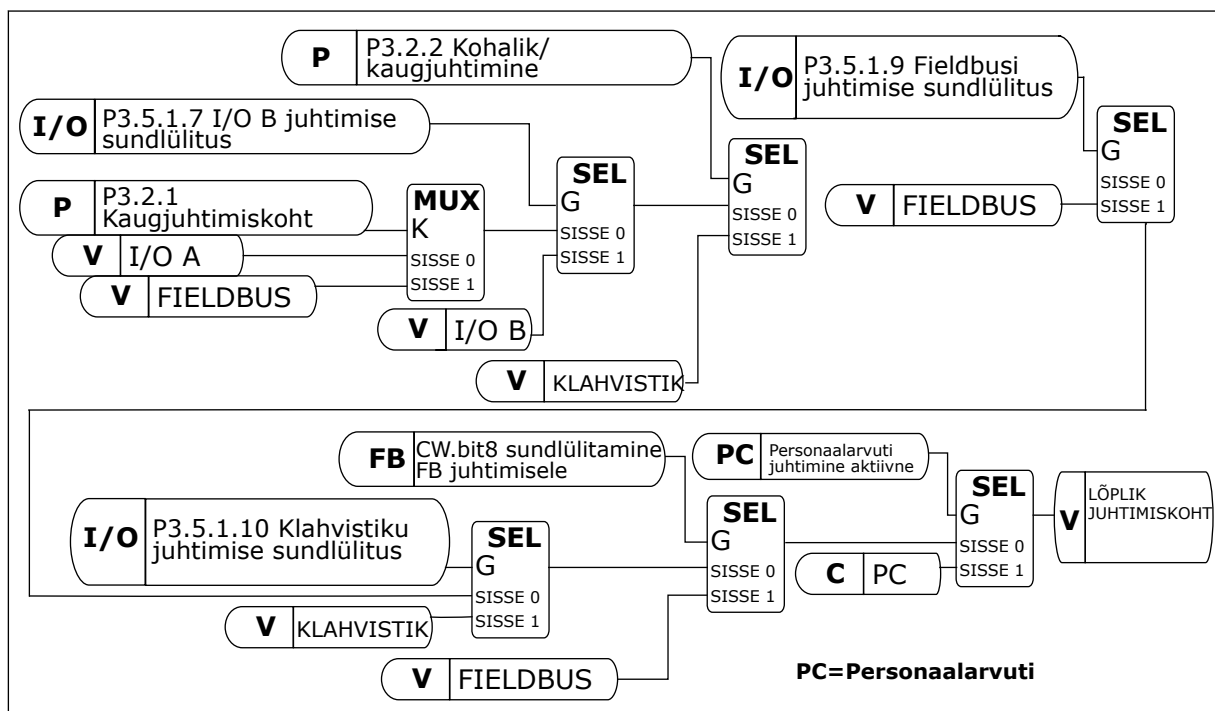 P P3.2.2 Kohalik/
kaugjuhtimine
I/O P3.5.1.9 Fieldbusi
juhtimise sundlülitus
I/O P3.5.1.7 I/O B juhtimise
sundlülitus
SEL
G
SISSE 0
SISSE 1
V FIELDBUS
SEL
G
SISSE 0
SISSE 1
SEL
G
SISSE 0
SISSE 1
P P3.2.1
Kaugjuhtimiskoht
MUX
K
SISSE 0
SISSE 1
V I/O A
V FIELDBUS
V I/O B
V KLAHVISTIK
FB CW.bit8 sundlülitamine
FB juhtimisele
PC Personaalarvuti
juhtimine aktiivne
SEL
G
SISSE 0
SISSE 1
V LÕPLIK
JUHTIMISKOHT
I/O P3.5.1.10 Klahvistiku
juhtimise sundlülitus
SEL
G
SISSE 0
SISSE 1
SEL
G
SISSE 0
SISSE 1
C PC
V KLAHVISTIK
V FIELDBUS
PC=Personaalarvuti